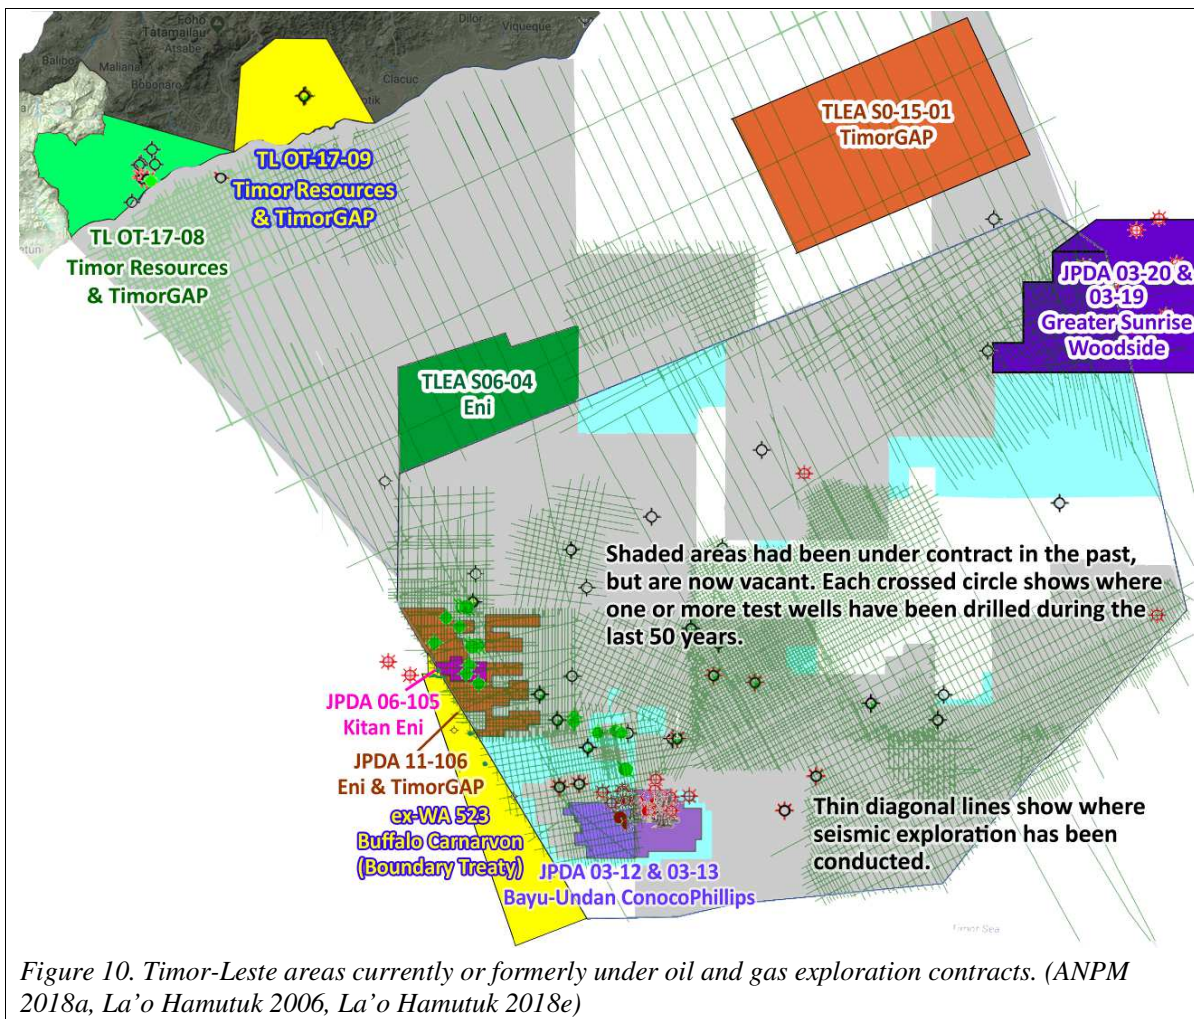 Foho
Tatamailau
Atsabe
Dilor
Viqueque
Balibo
Maliana
Bobonaro
Clacuc
TLEA S0-15-01
TimorGAP
TL OT-17-09
Timor Resources
& TimorGAP
TL OT-17-08
Timor Resources
& TimorGAP
JPDA 03-20 &
03-19
Greater Sunrise
Woodside
TLEA S06-04
Eni
Shaded areas had been under contract in the past,
but are now vacant. Each crossed circle shows where
one or more test wells have been drilled during the
last 50 years.
JPDA 06-105
Kitan Eni
JPDA 11-106
Eni & TimorGAP
ex-WA 523
Buffalo Carnarvon
(Boundary Treaty)
Thin diagonal lines show where
seismic exploration has been
conducted.
JPDA 03-12 & 03-13
Bayu-Undan ConocoPhillips
Timor Sea
Figure 10. Timor-Leste areas currently or formerly under oil and gas exploration contracts. (ANPM
2018a, La’o Hamutuk 2006, La’o Hamutuk 2018e)